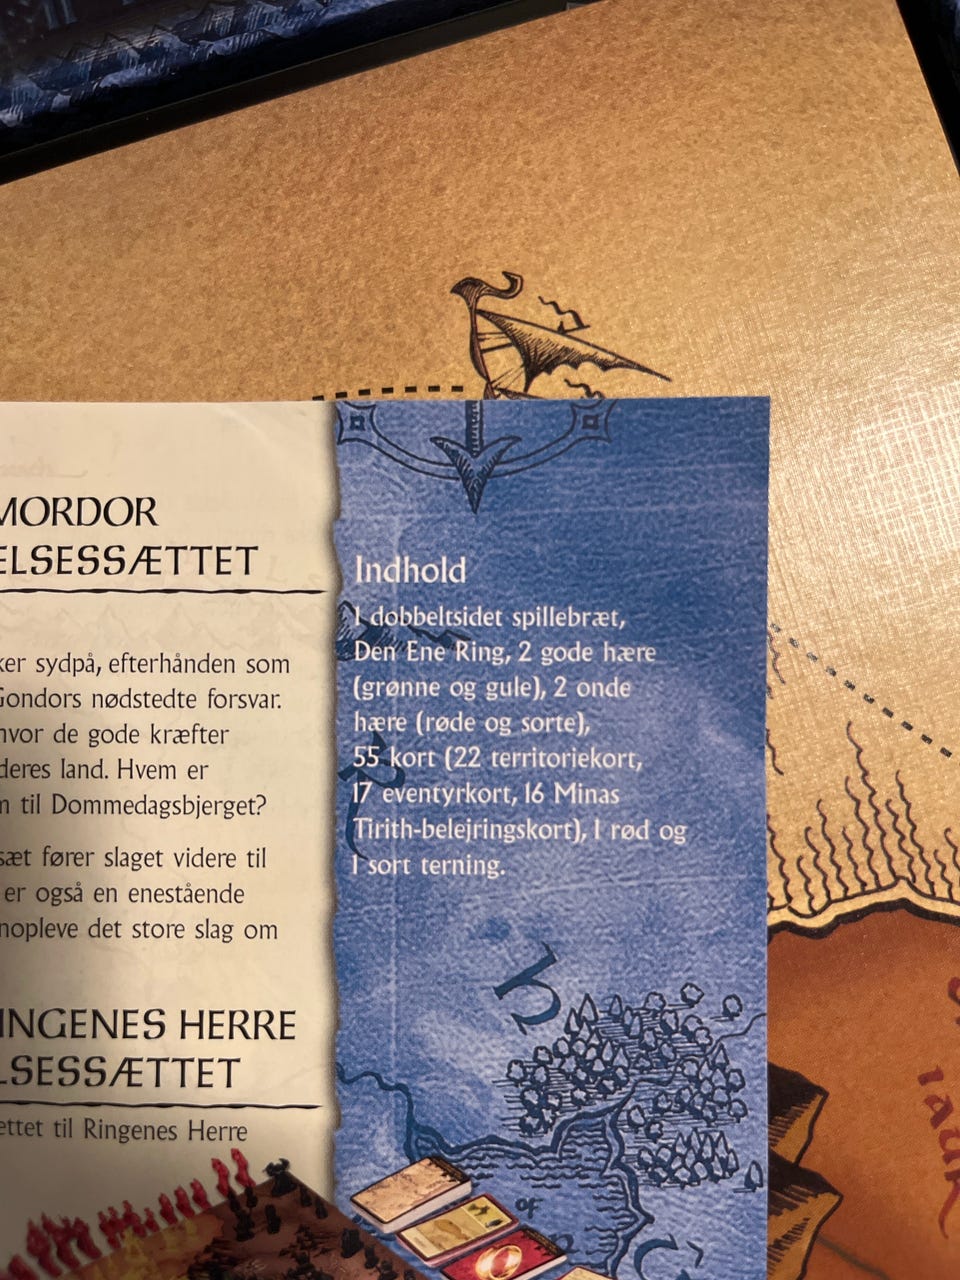 MORDOR
ELSESSÆTTET
ker sydpå, efterhånden som
Gondors nødstedte forsvar.
hvor de gode kræfter
deres land. Hvem er
n til Dommedagsbjerget?
sæt fører slaget videre til
er også en enestående
nopleve det store slag om
INGENES HERRE
LSESSÆTTET
ættet til Ringenes Herre
Indhold
1 dobbeltsidet spillebræt,
Den Ene Ring, 2 gode hære
(grønne og gule), 2 onde
hære (røde og sorte),
55 kort (22 territoriekort,
17 eventyrkort, 16 Minas
Tirith-belejringskort), 1 rød og
1 sort terning.
of